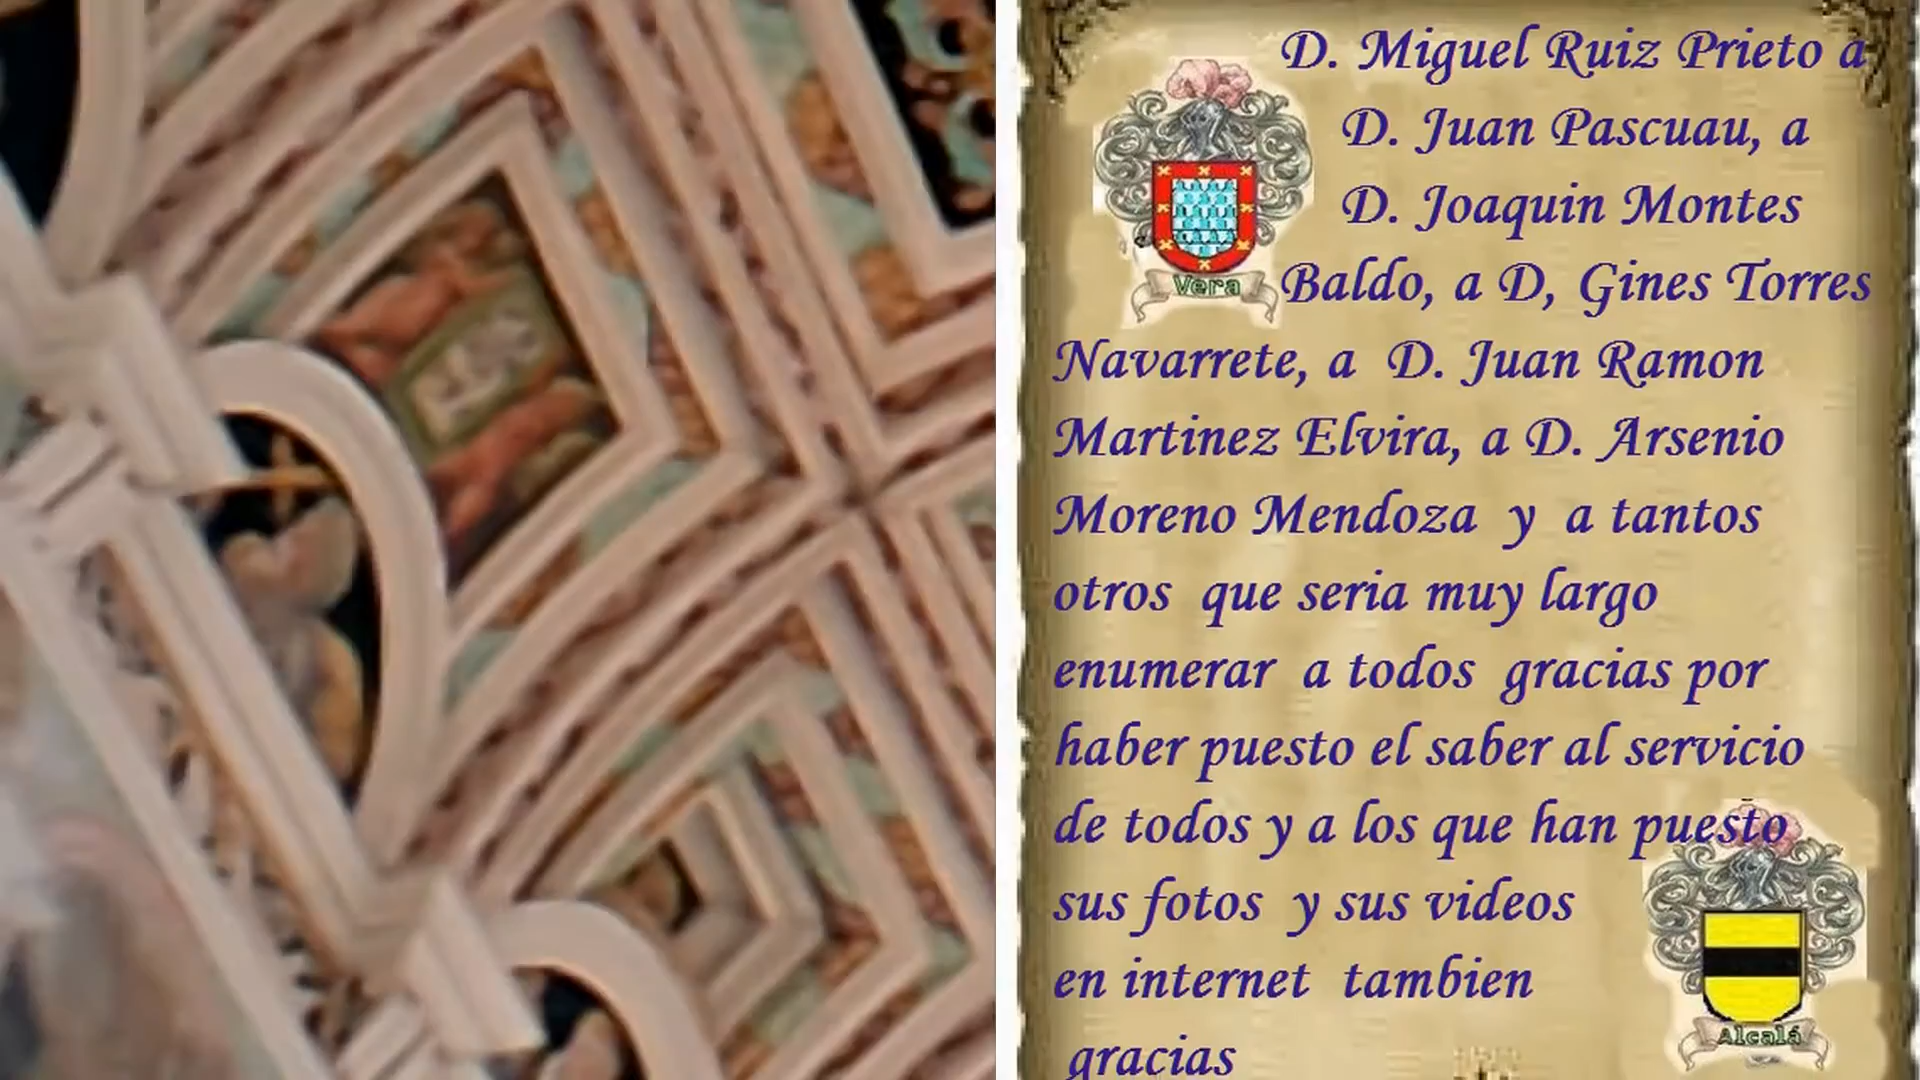 D. Miguel Ruiz Prieto a
D. Juan Pascuau, a
D. Joaquin Montes
Baldo, a D, Gines Torres
Navarrete, a D. Juan Ramon
Martinez Elvira, a D. Arsenio
Moreno Mendoza y a tantos
otros que seria muy largo
enumerar a todos gracias por
haber puesto el saber al servicio
de todos y a los que han puesto
sus fotos y sus videos
en internet tambien
gracias
Vera
Alcalá